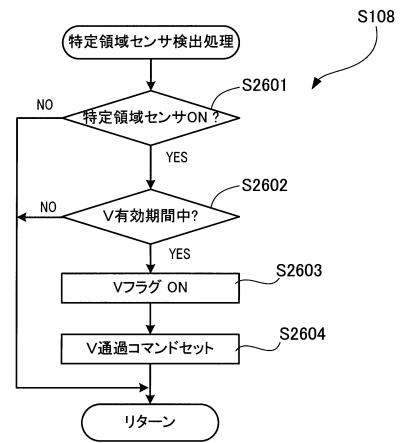 S108
特定領域センサ検出処理
S2601
特定領域センサON?
NO
YES
S2602
V有効期間中?
NO
YES
S2603
Vフラグ ON
S2604
V通過コマンドセット
リターン